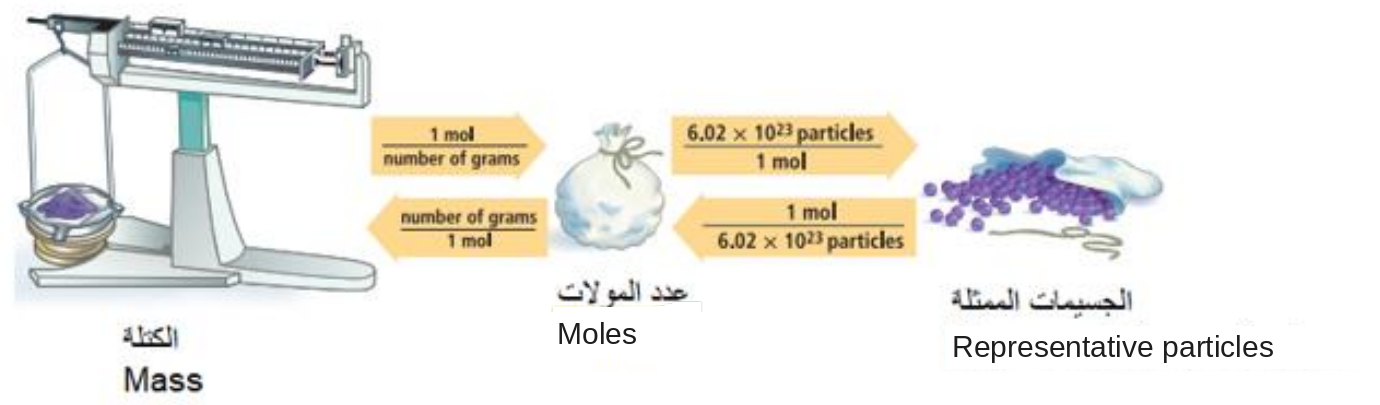 1 mol
number of grams
6.02 × 10²³ particles
1 mol
number of grams
1 mol
1 mol
6.02 × 10²³ particles
عدد المولات
Moles
الجسيمات الممثلة
Representative particles
الكتلة
Mass